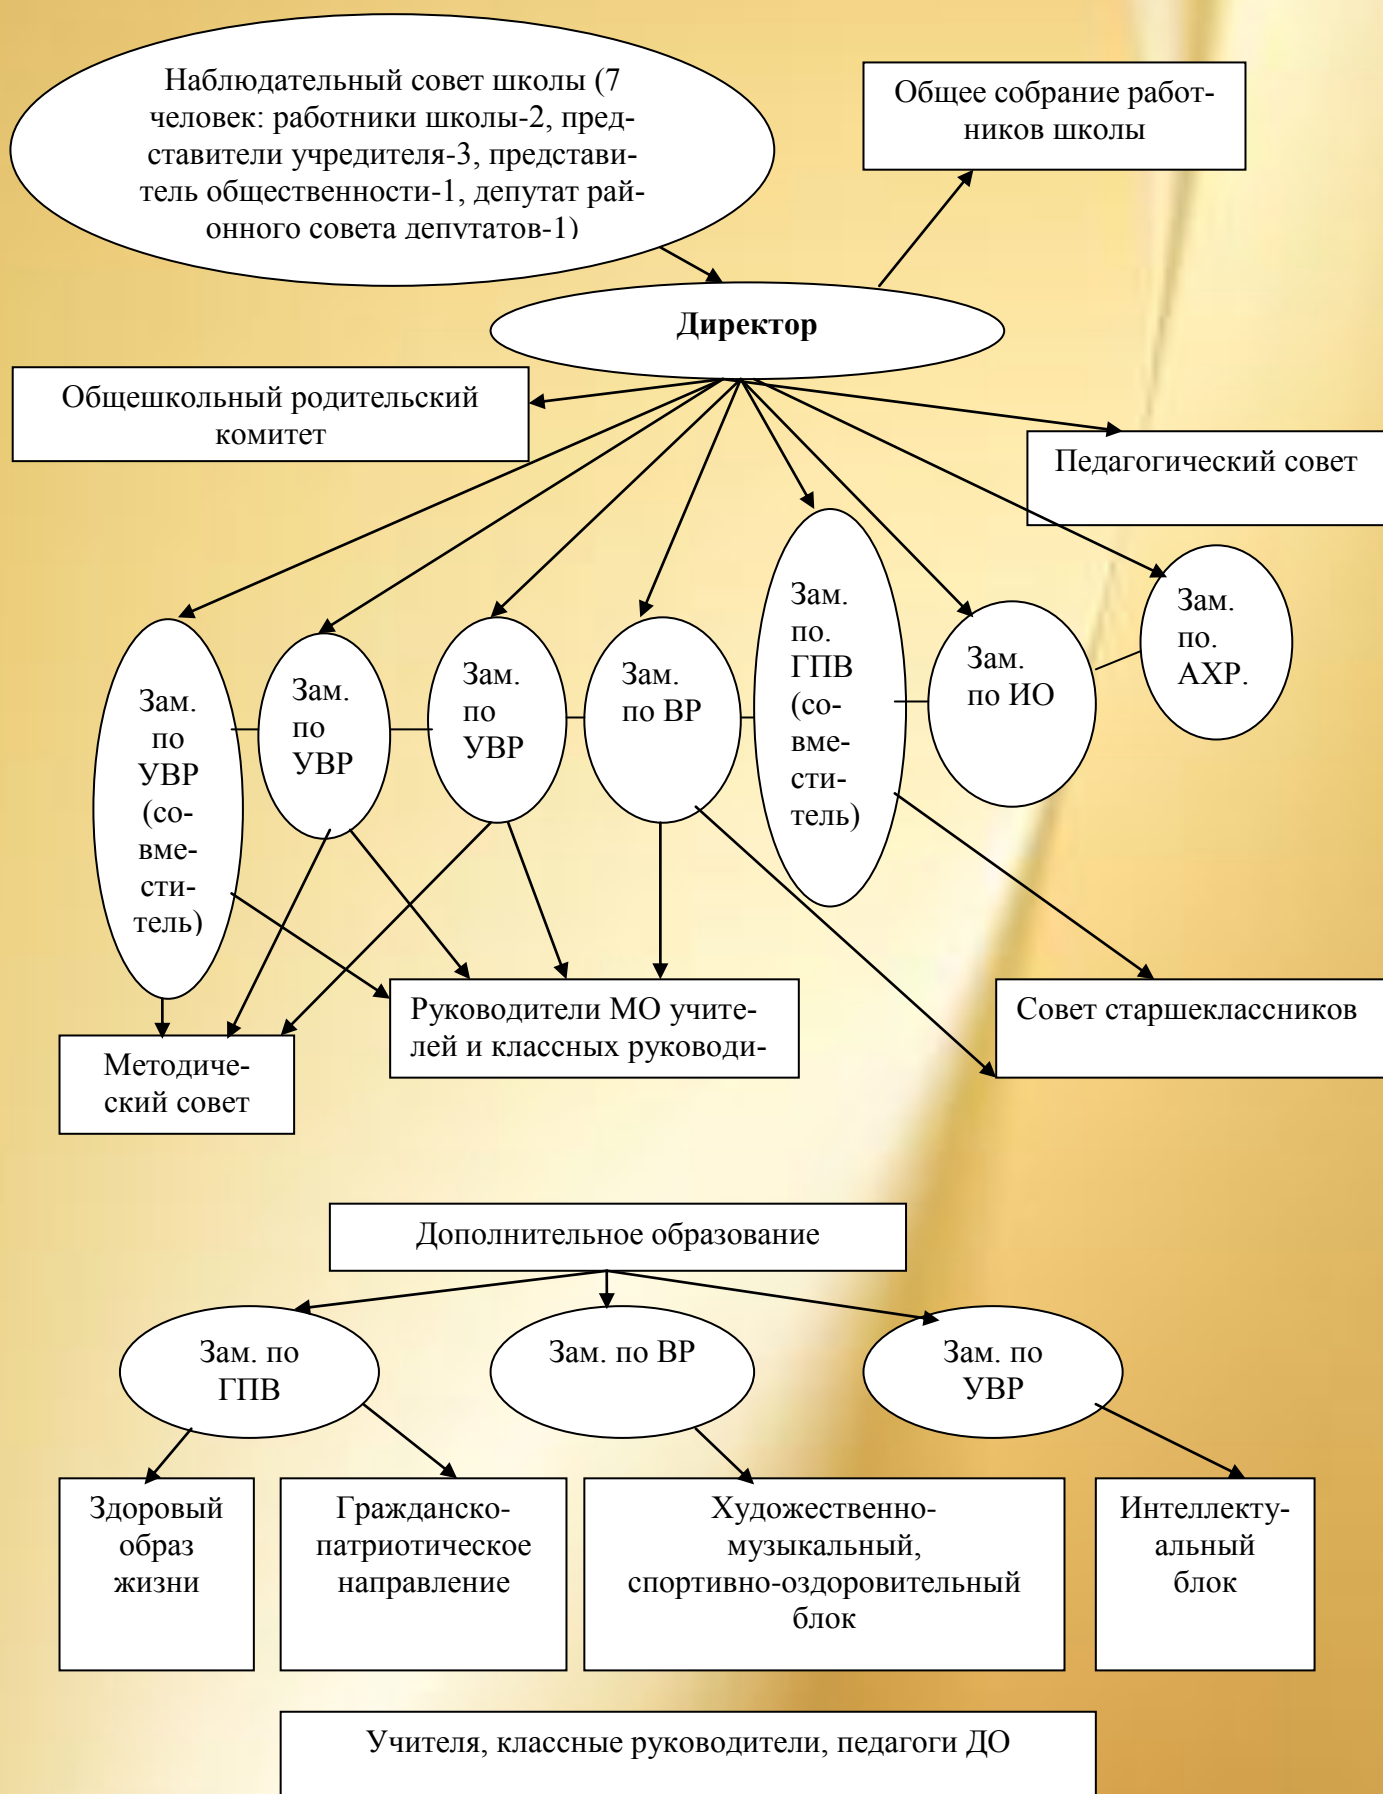 Наблюдательный совет школы (7
человек: работники школы-2, пред-
ставители учредителя-3, представи-
тель общественности-1, депутат рай-
онного совета депутатов-1)
Общее собрание работ-
ников школы
Директор
Общешкольный родительский
комитет
Педагогический совет
Зам.
по
УВР
(со-
вме-
сти-
тель)
Зам.
по
УВР
Зам.
по
УВР
Зам.
по ВР
Зам.
по.
ГПВ
(со-
вме-
сти-
тель)
Зам.
по ИО
Зам.
по.
АХР.
Методиче-
ский совет
Руководители МО учите-
лей и классных руководи-
Совет старшеклассников
Дополнительное образование
Зам. по
ГПВ
Зам. по ВР
Зам. по
УВР
Здоровый
образ
жизни
Гражданско-
патриотическое
направление
Художественно-
музыкальный,
спортивно-оздоровительный
блок
Интеллекту-
альный
блок
Учителя, классные руководители, педагоги ДО